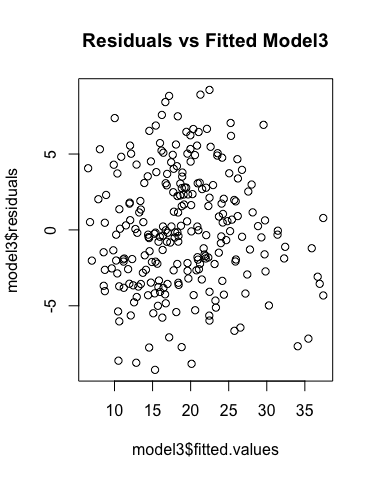 Residuals vs Fitted Model3
model3$residuals
5
0
-5
10 15 20 25 30 35
model3$fitted.values